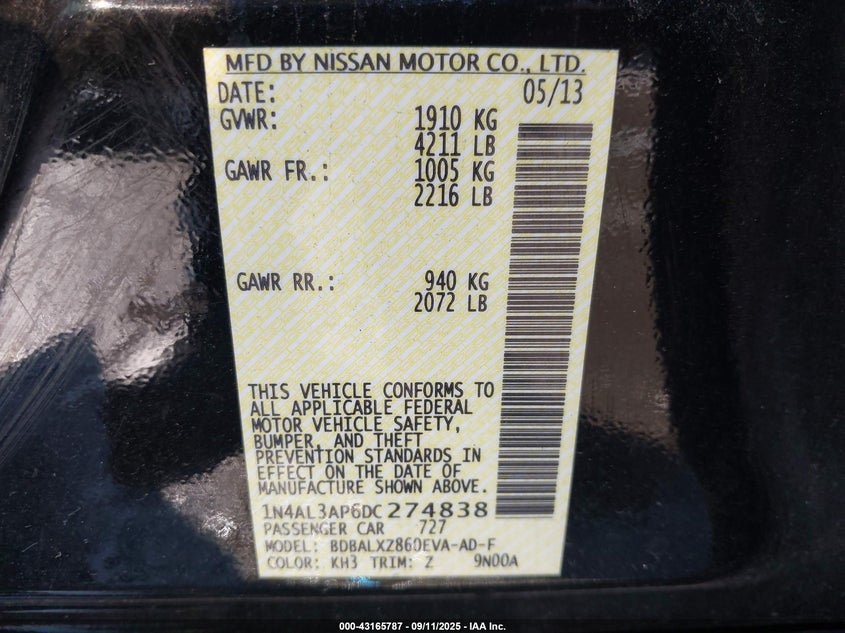 MFD BY NISSAN MOTOR CO., LTD.
DATE: 05/13
GVWR: 1910 KG
4211 LB
GAWR FR.: 1005 KG
2216 LB
GAWR RR.: 940 KG
2072 LB
THIS VEHICLE CONFORMS TO
ALL APPLICABLE FEDERAL
MOTOR VEHICLE SAFETY,
BUMPER, AND THEFT
PREVENTION STANDARDS IN
EFFECT ON THE DATE OF
MANUFACTURE SHOWN ABOVE.
1N4AL3AP6DC274838
PASSENGER CAR 727
MODEL: BDBALXZ860EVA-AD-F
COLOR: KH3 TRIM: Z 9N00A
000-43165787 - 09/11/2025 - IAA Inc.